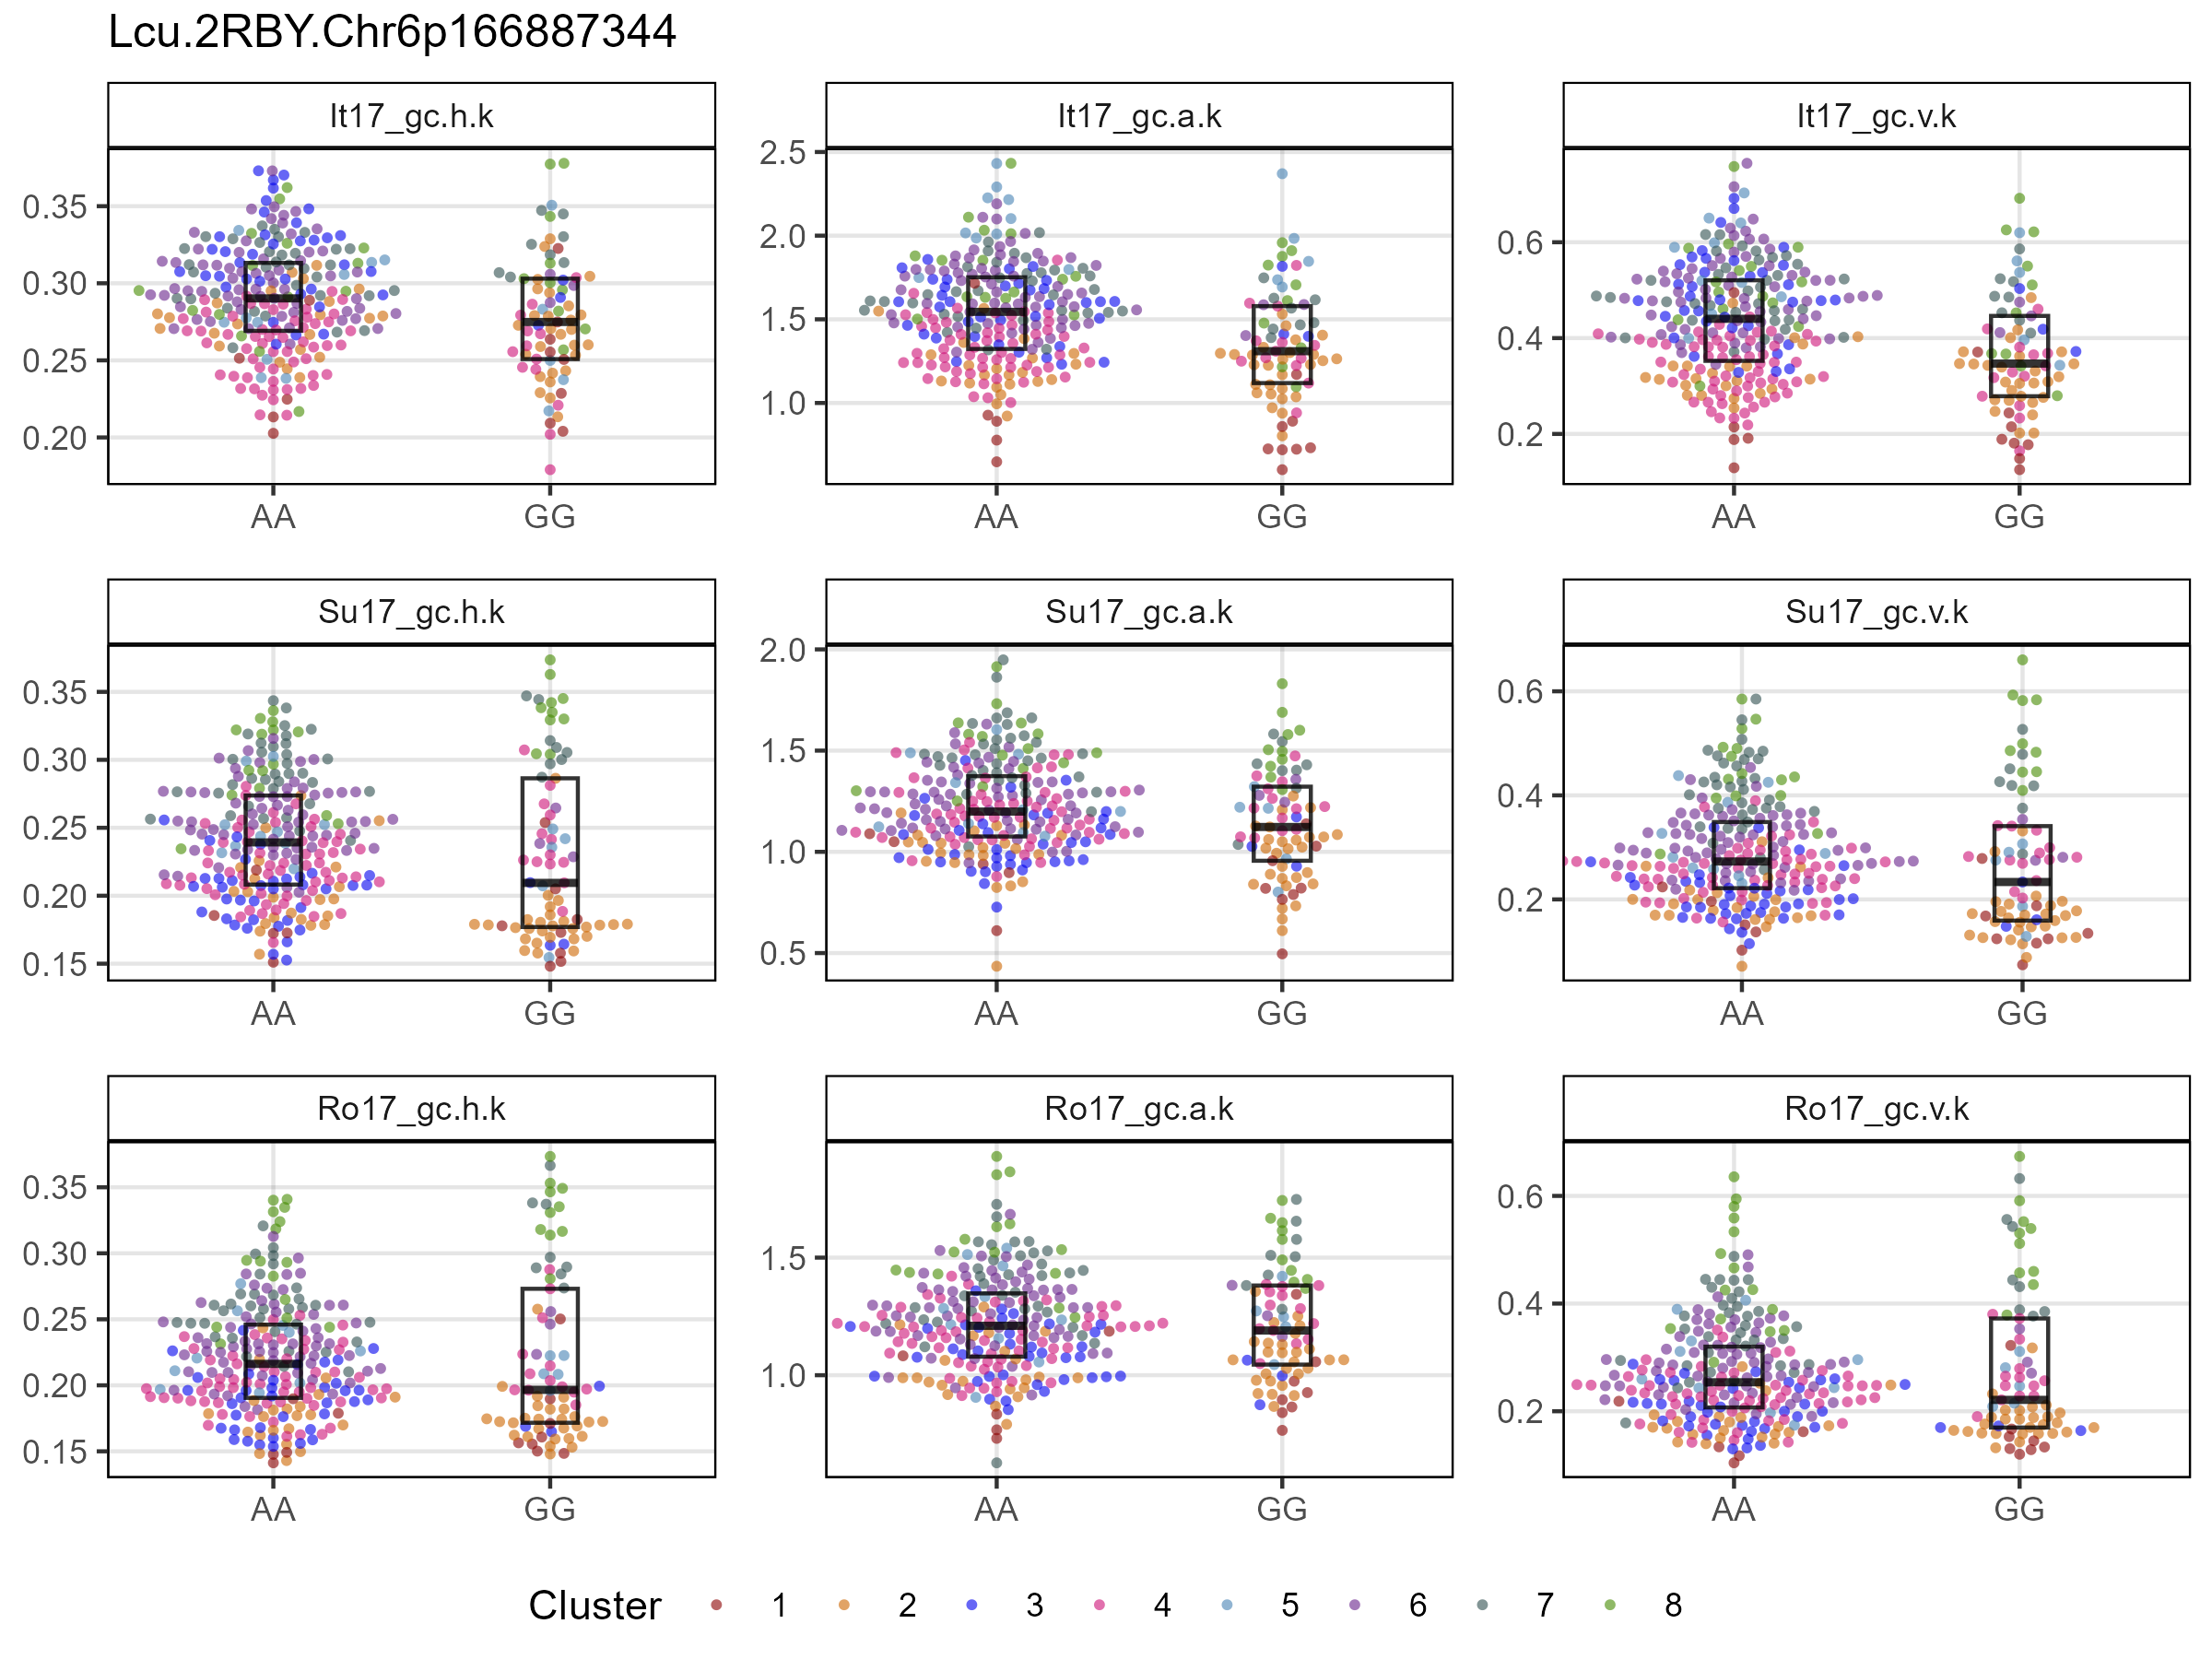 Lcu.2RBY.Chr6p166887344
It17_gc.h.k
It17_gc.a.k
It17_gc.v.k
0.35
0.30
0.25
0.20
2.5
2.0
1.5
1.0
0.6
0.4
0.2
AA
GG
AA
GG
AA
GG
Su17_gc.h.k
Su17_gc.a.k
Su17_gc.v.k
0.35
0.30
0.25
0.20
0.15
2.0
1.5
1.0
0.5
0.6
0.4
0.2
AA
GG
AA
GG
AA
GG
Ro17_gc.h.k
Ro17_gc.a.k
Ro17_gc.v.k
0.35
0.30
0.25
0.20
0.15
1.5
1.0
0.6
0.4
0.2
AA
GG
AA
GG
AA
GG
Cluster 1 2 3 4 5 6 7 8